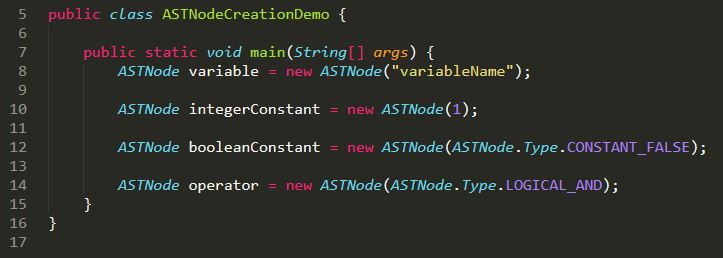 5 public class ASTNodeCreationDemo {
6
7     public static void main(String[] args) {
8         ASTNode variable = new ASTNode("variableName");
9
10         ASTNode integerConstant = new ASTNode(1);
11
12         ASTNode booleanConstant = new ASTNode(ASTNode.Type.CONSTANT_FALSE);
13
14         ASTNode operator = new ASTNode(ASTNode.Type.LOGICAL_AND);
15     }
16 }
17